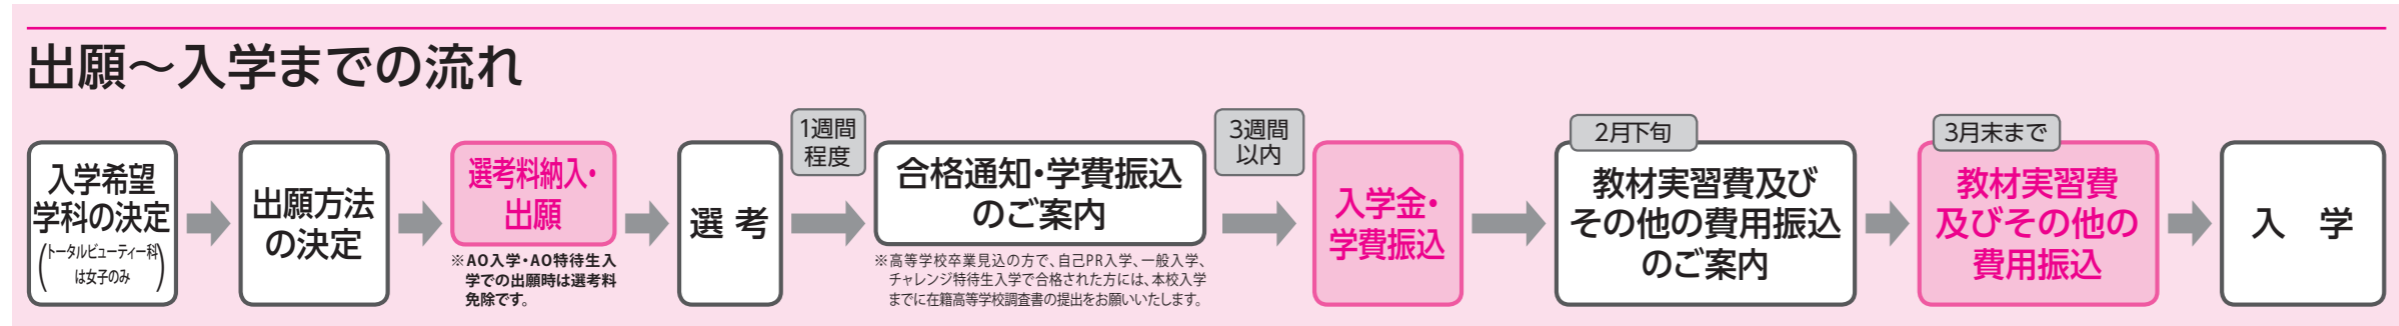 出願～入学までの流れ
入学希望
学科の決定
(トータルビューティー科
は女子のみ)
出願方法
の決定
選考料納入・
出願
※AO入学・AO特待生入
学での出願時は選考料
免除です。
選 考
1週間
程度
合格通知・学費振込
のご案内
※高等学校卒業見込の方で、自己PR入学、一般入学、
チャレンジ特待生入学で合格された方には、本校入学
までに在籍高等学校調査書の提出をお願いいたします。
3週間
以内
入学金・
学費振込
2月下旬
教材実習費及び
その他の費用振込
のご案内
3月末まで
教材実習費
及びその他の
費用振込
入 学